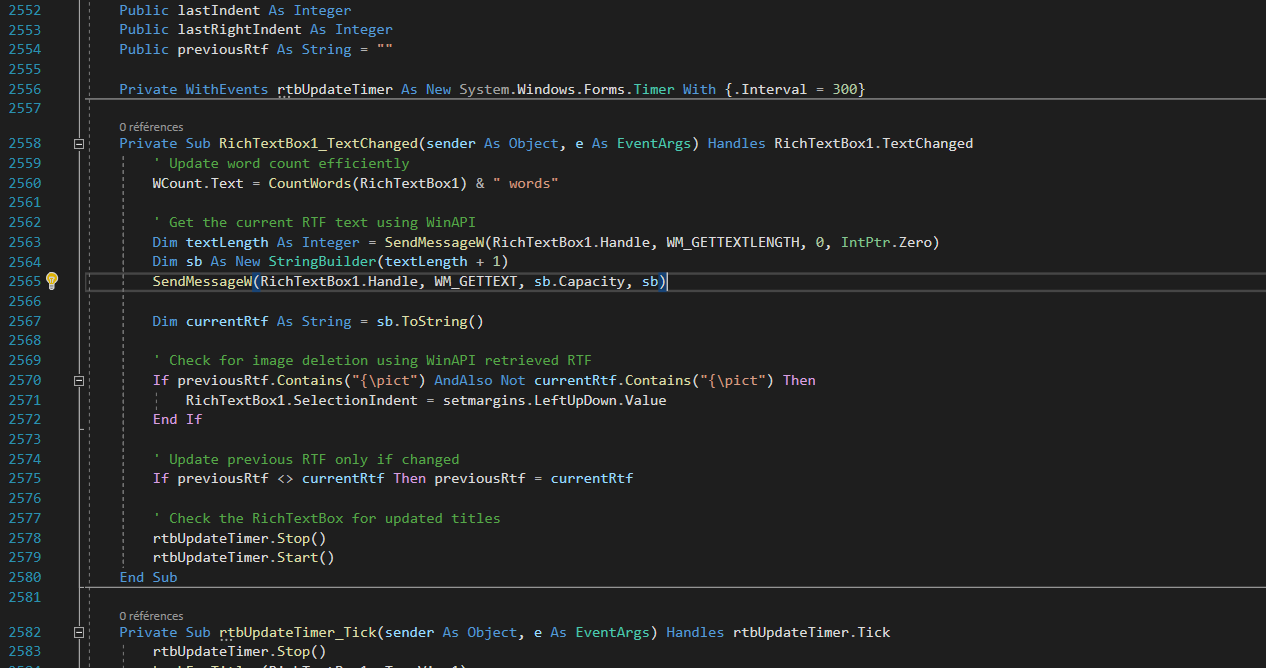 2552 Public lastIndent As Integer
2553 Public lastRightIndent As Integer
2554 Public previousRtf As String = ""
2555
2556 Private WithEvents rtbUpdateTimer As New System.Windows.Forms.Timer With {.Interval = 300}
2557
0 références
2558 Private Sub RichTextBox1_TextChanged(sender As Object, e As EventArgs) Handles RichTextBox1.TextChanged
2559 ' Update word count efficiently
2560 WCount.Text = CountWords(RichTextBox1) & " words"
2561
2562 ' Get the current RTF text using WinAPI
2563 Dim textLength As Integer = SendMessageW(RichTextBox1.Handle, WM_GETTEXTLENGTH, 0, IntPtr.Zero)
2564 Dim sb As New StringBuilder(textLength + 1)
2565 SendMessageW(RichTextBox1.Handle, WM_GETTEXT, sb.Capacity, sb)
2566
2567 Dim currentRtf As String = sb.ToString()
2568
2569 ' Check for image deletion using WinAPI retrieved RTF
2570 If previousRtf.Contains("{\pict") AndAlso Not currentRtf.Contains("{\pict") Then
2571 RichTextBox1.SelectionIndent = setmargins.LeftUpDown.Value
2572 End If
2573
2574 ' Update previous RTF only if changed
2575 If previousRtf <> currentRtf Then previousRtf = currentRtf
2576
2577 ' Check the RichTextBox for updated titles
2578 rtbUpdateTimer.Stop()
2579 rtbUpdateTimer.Start()
2580 End Sub
2581
0 références
2582 Private Sub rtbUpdateTimer_Tick(sender As Object, e As EventArgs) Handles rtbUpdateTimer.Tick
2583 rtbUpdateTimer.Stop()